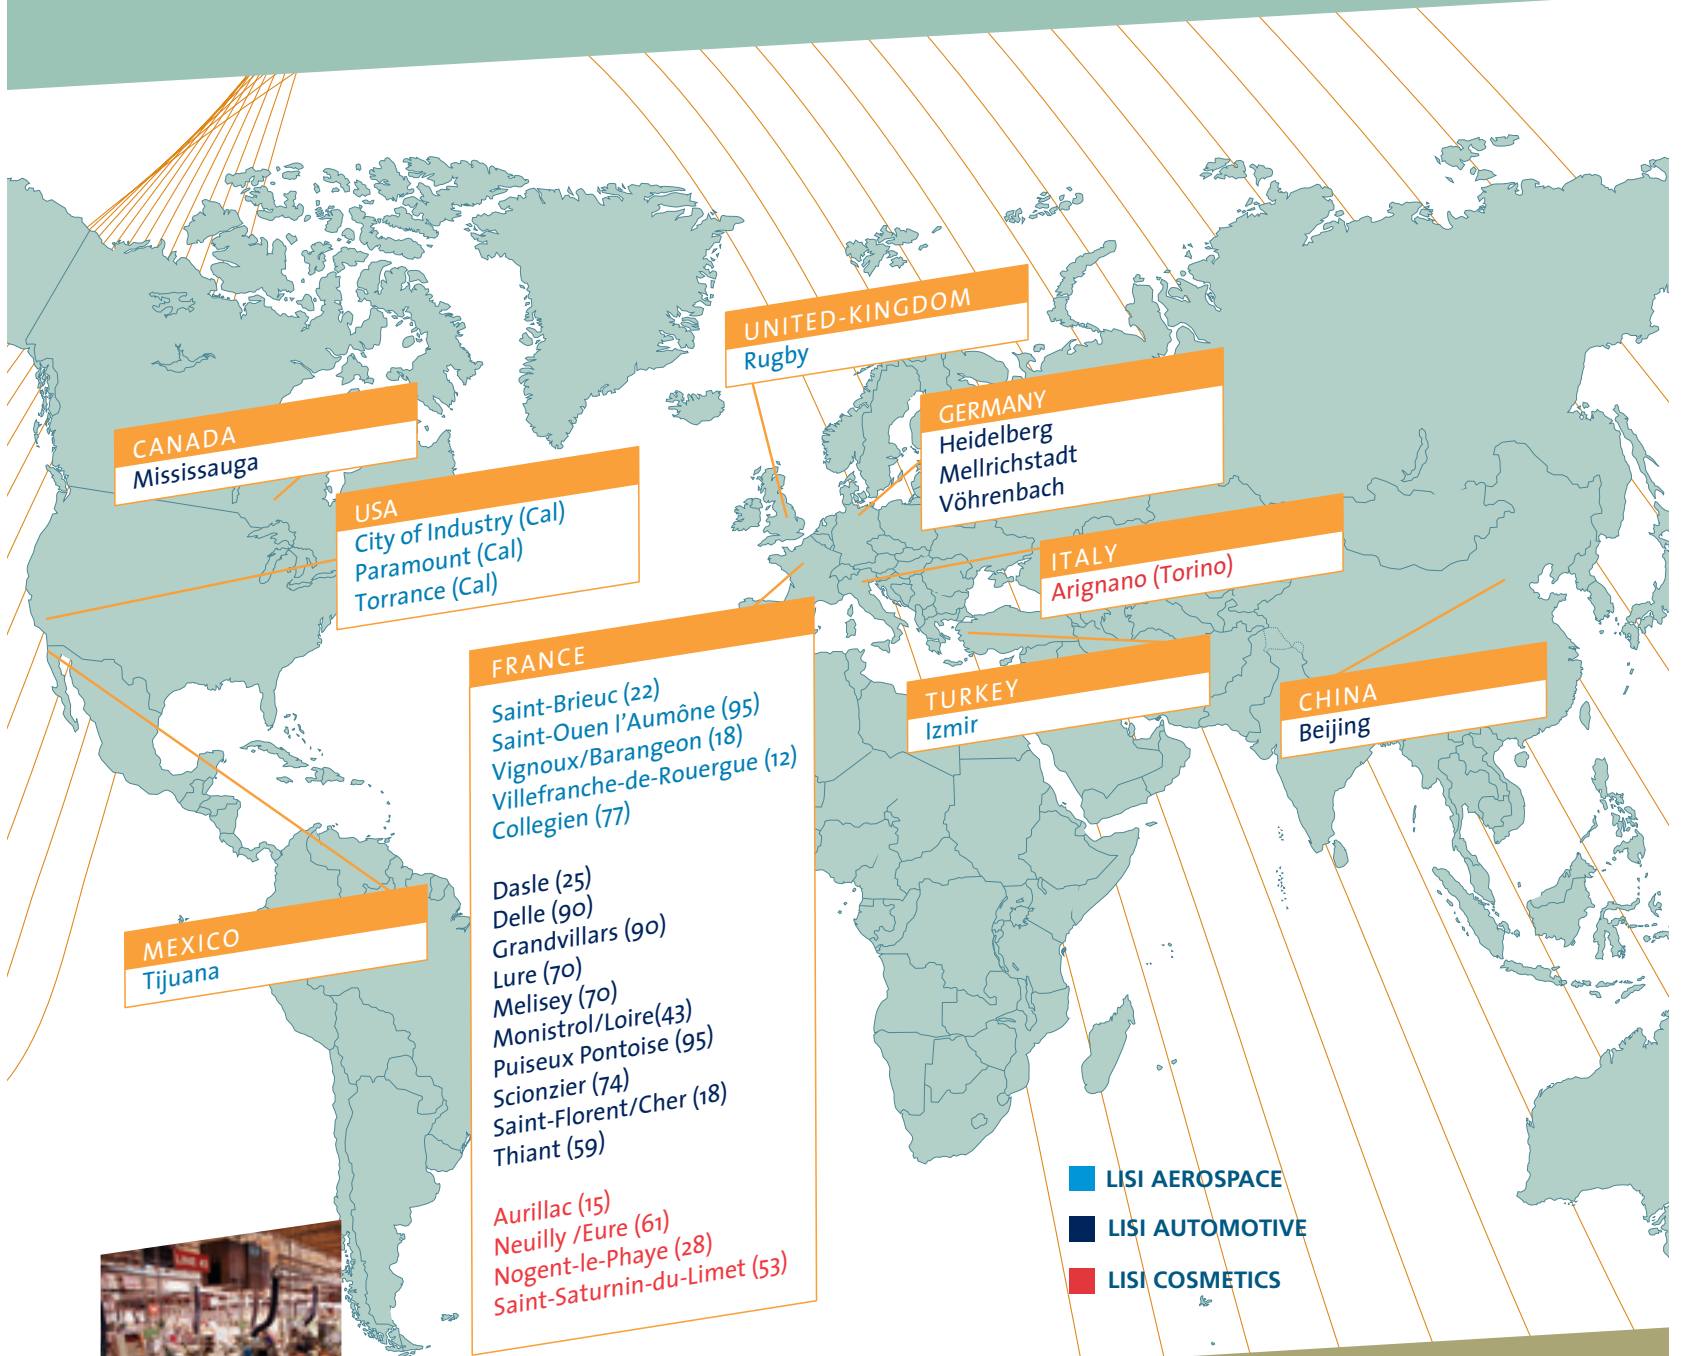 UNITED-KINGDOM
Rugby
GERMANY
Heidelberg
Mellrichstadt
Vöhrenbach
CANADA
Mississauga
USA
City of Industry (Cal)
Paramount (Cal)
Torrance (Cal)
ITALY
Arignano (Torino)
FRANCE
Saint-Brieuc (22)
Saint-Ouen l'Aumône (95)
Vignoux/Barangeon (18)
Villefranche-de-Rouergue (12)
Collegien (77)
Dasle (25)
Delle (90)
Grandvillars (90)
Lure (70)
Melisey (70)
Monistrol/Loire(43)
Puiseux Pontoise (95)
Scionzier (74)
Saint-Florent/Cher (18)
Thiant (59)
Aurillac (15)
Neuilly /Eure (61)
Nogent-le-Phaye (28)
Saint-Saturnin-du-Limet (53)
TURKEY
Izmir
CHINA
Beijing
MEXICO
Tijuana
LISI AEROSPACE
LISI AUTOMOTIVE
LISI COSMETICS